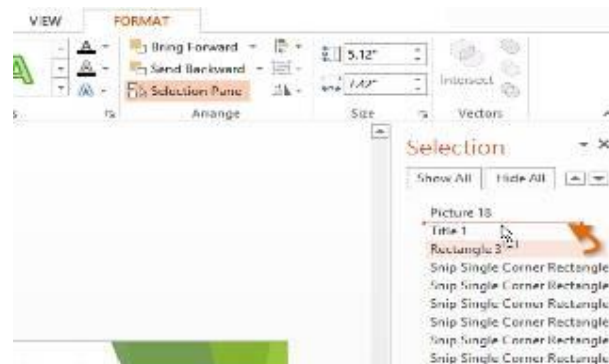 VIEW FORMAT
A A Bring Forward 5.12"
A Send Backward 7.42" Intersect
A Selection Pane
Arrange Size Vectors
Selection
Show All Hide All
Picture 18
Title 1
Rectangle 3
Snip Single Corner Rectangle
Snip Single Corner Rectangle
Snip Single Corner Rectangle
Snip Single Corner Rectangle
Snip Single Corner Rectangle
Snip Single Corner Rectangle